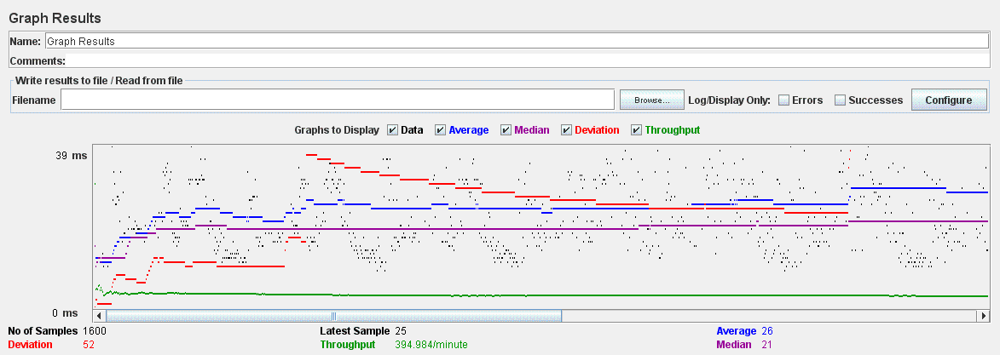 Graph Results
Name: Graph Results
Comments:
Write results to file / Read from file
Filename Browse... Log/Display Only: Errors Successes Configure
Graphs to Display Data Average Median Deviation Throughput
39 ms
0 ms
No of Samples 1600 Latest Sample 25 Average 26
Deviation 52 Throughput 394.984/minute Median 21